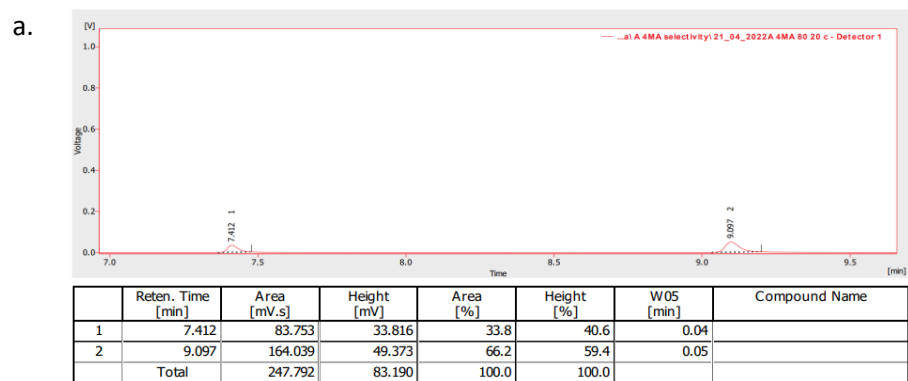 a.
[V]
— ...a\ A 4MA selectivity\ 21_04_2022A 4MA 80 20 c - Detector 1
1.0
0.8
0.6
0.4
0.2
0.0
Voltage
7.412 1
9.097 2
7.0 7.5 8.0 8.5 9.0 9.5
Time [min]
Reten. Time [min] Area [mV.s] Height [mV] Area [%] Height [%] W05 [min] Compound Name
1 7.412 83.753 33.816 33.8 40.6 0.04
2 9.097 164.039 49.373 66.2 59.4 0.05
Total 247.792 83.190 100.0 100.0